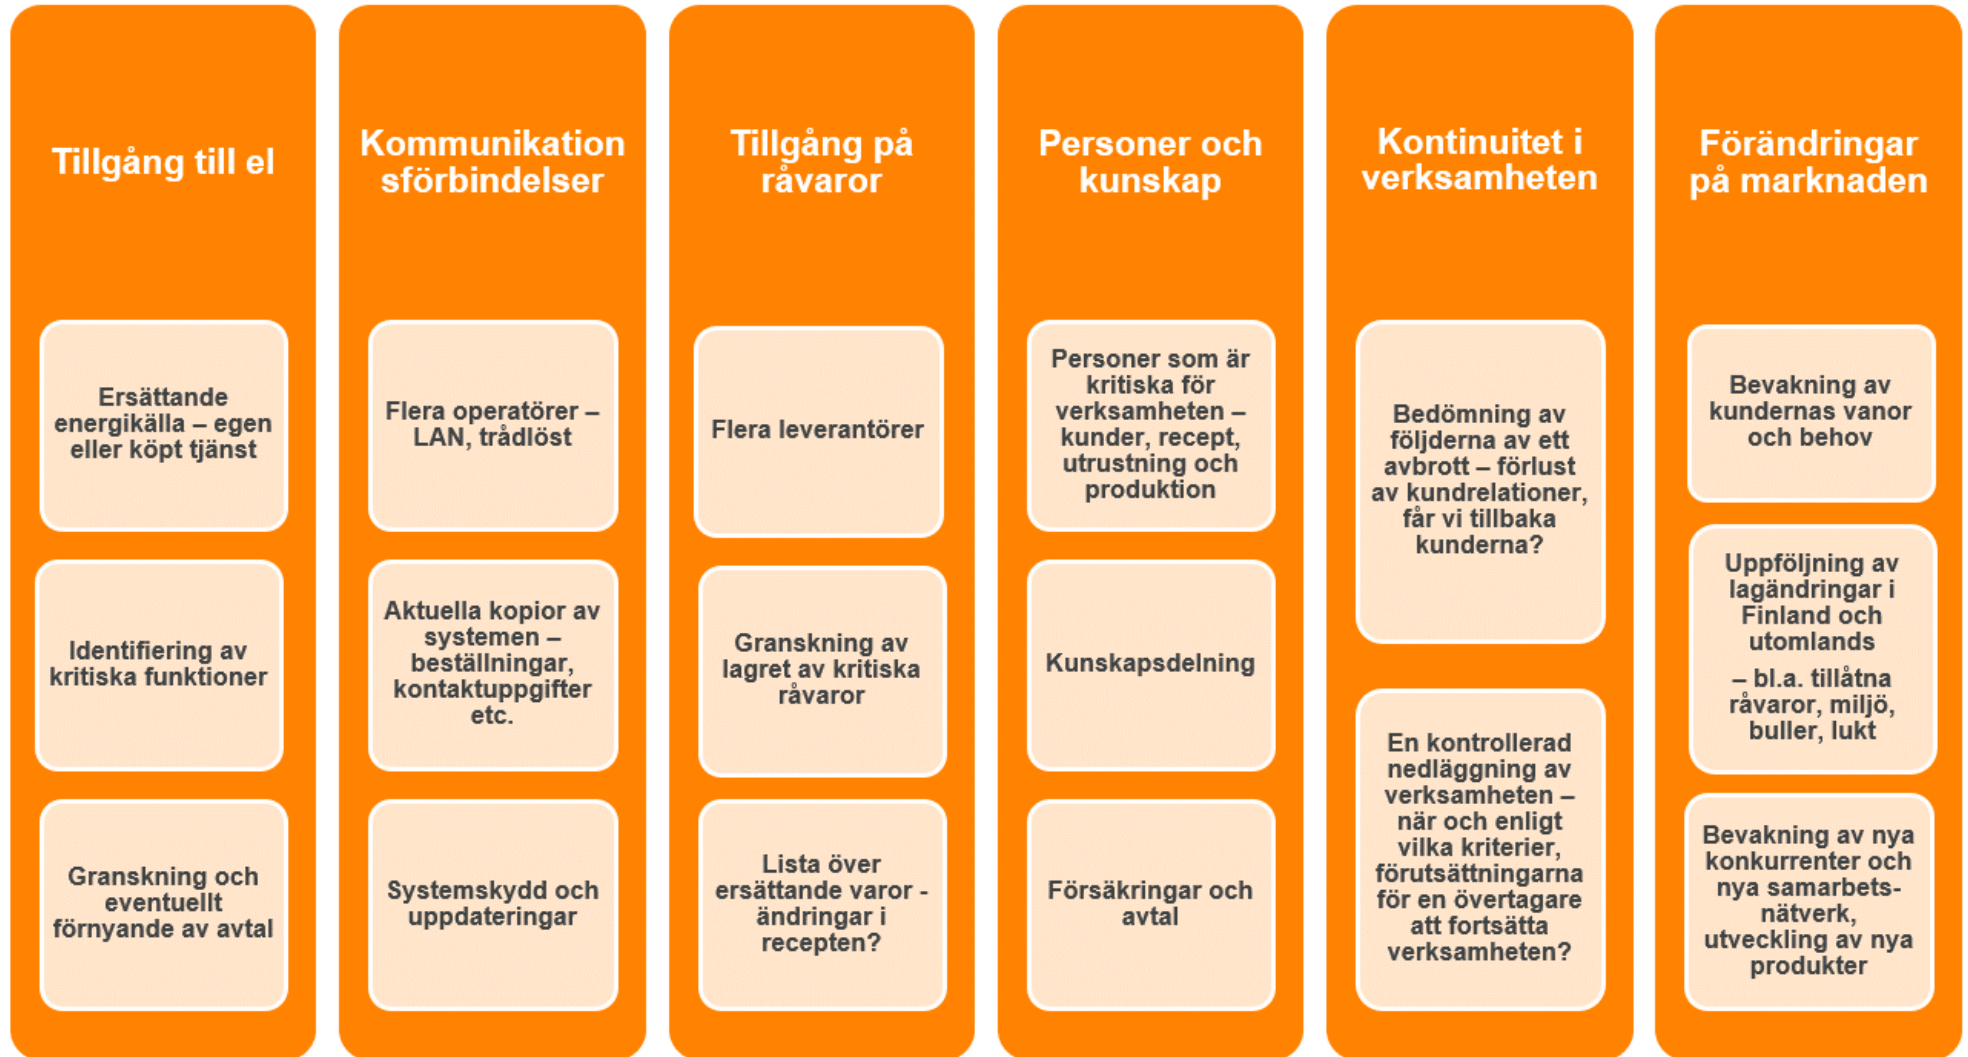 Tillgång till el
Ersättande
energikälla – egen
eller köpt tjänst
Identifiering av
kritiska funktioner
Granskning och
eventuellt
förnyande av avtal
Kommunikation
sförbindelser
Flera operatörer –
LAN, trådlöst
Aktuella kopior av
systemen –
beställningar,
kontaktuppgifter
etc.
Systemskydd och
uppdateringar
Tillgång på
råvaror
Flera leverantörer
Granskning av
lagret av kritiska
råvaror
Lista över
ersättande varor -
ändringar i
recepten?
Personer och
kunskap
Personer som är
kritiska för
verksamheten –
kunder, recept,
utrustning och
produktion
Kunskapsdelning
Försäkringar och
avtal
Kontinuitet i
verksamheten
Bedömning av
följderna av ett
avbrott – förlust
av kundrelationer,
får vi tillbaka
kunderna?
En kontrollerad
nedläggning av
verksamheten –
när och enligt
vilka kriterier,
förutsättningarna
för en övertagare
att fortsätta
verksamheten?
Förändringar
på marknaden
Bevakning av
kundernas vanor
och behov
Uppföljning av
lagändringar i
Finland och
utomlands
– bl.a. tillåtna
råvaror, miljö,
buller, lukt
Bevakning av nya
konkurrenter och
nya samarbets-
nätverk,
utveckling av nya
produkter